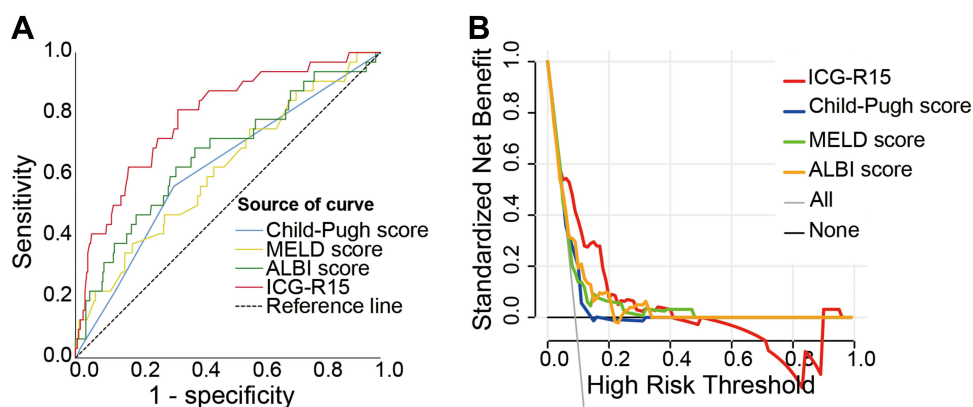 A
1.0
0.8
0.6
0.4
0.2
0.0
Sensitivity
0.0 0.2 0.4 0.6 0.8 1.0
1 - specificity
Source of curve
Child-Pugh score
MELD score
ALBI score
ICG-R15
Reference line
B
1.0
0.8
0.6
0.4
0.2
0.0
Standardized Net Benefit
0.0 0.2 0.4 0.6 0.8 1.0
High Risk Threshold
ICG-R15
Child-Pugh score
MELD score
ALBI score
All
None